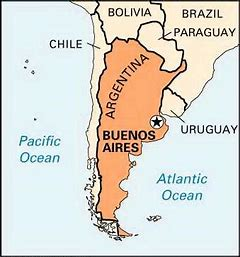 BOLIVIA
BRAZIL
PARAGUAY
CHILE
ARGENTINA
URUGUAY
BUENOS
AIRES
Pacific
Ocean
Atlantic
Ocean